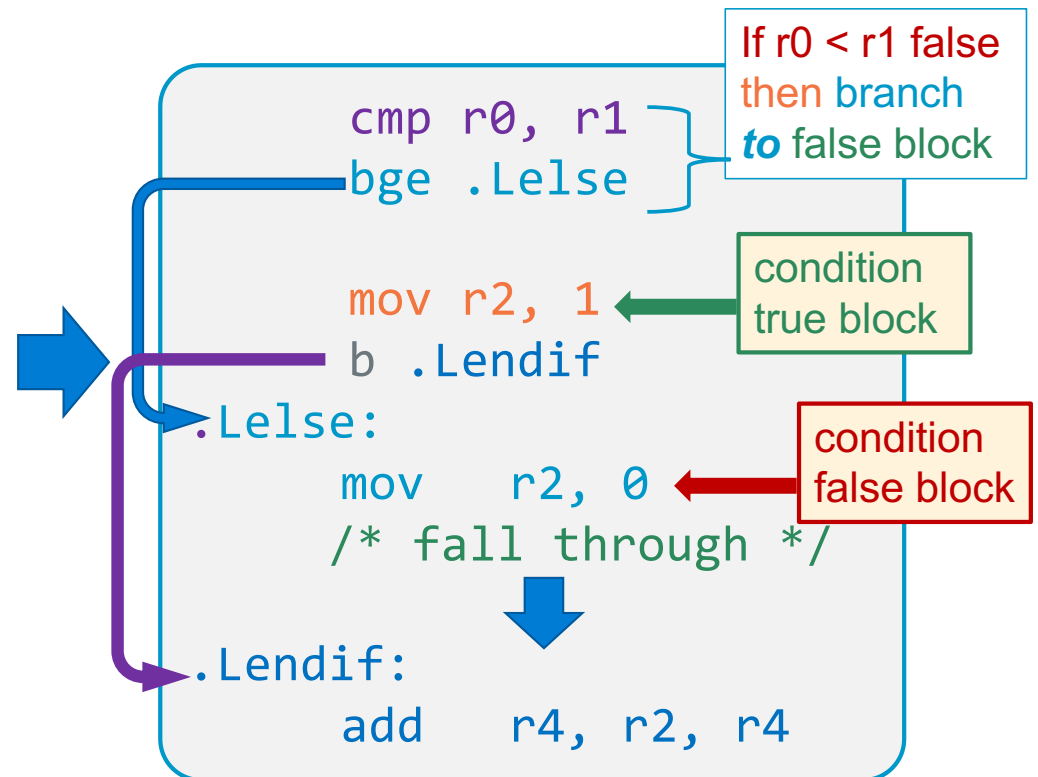 If r0 < r1 false
then branch
to false block
cmp r0, r1
bge .Lelse
condition
true block
mov r2, 1
b .Lendif
.Lelse:
condition
false block
mov r2, 0
/* fall through */
.Lendif:
add r4, r2, r4